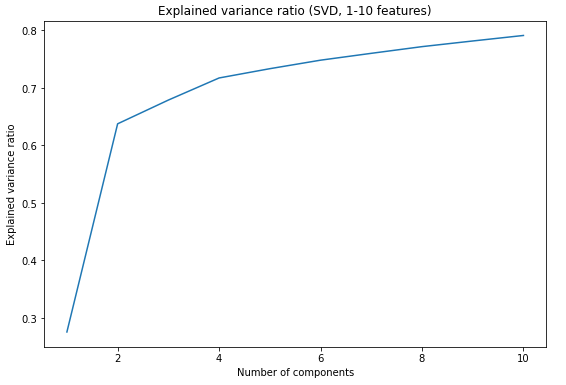 Explained variance ratio (SVD, 1-10 features)
0.8
0.7
0.6
0.5
0.4
0.3
Explained variance ratio
2 4 6 8 10
Number of components